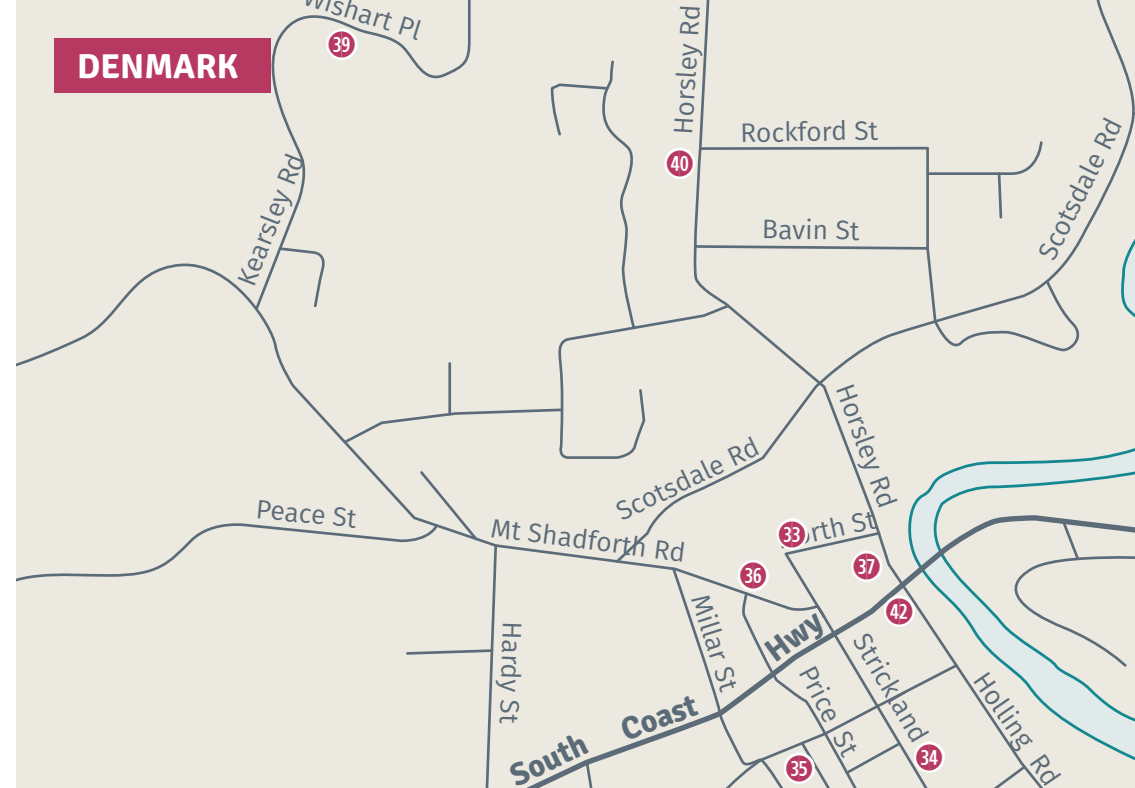 Wishart Pl
39
DENMARK
Horsley Rd
Rockford St
40
Scotsdale Rd
Kearsley Rd
Bavin St
Horsley Rd
Scotsdale Rd
Peace St
Mt Shadforth Rd
33
St
37
36
42
Millar St
Hardy St
South Coast Hwy
Strickland
Price St
Holling Rd
34
35